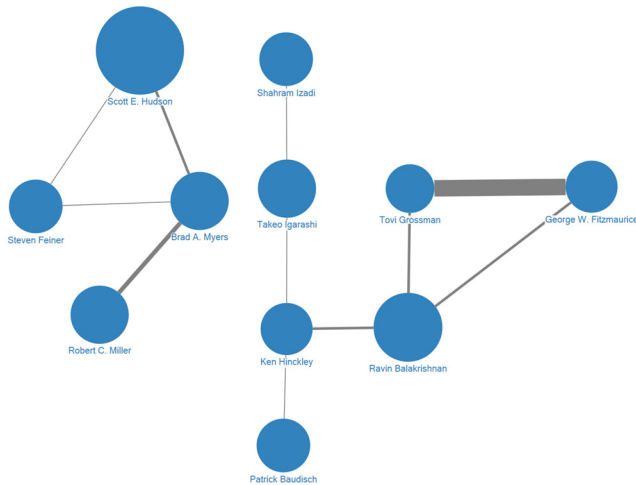 Scott E. Hudson
Shahram Izadi
Steven Feiner
Brad A. Myers
Takeo Igarashi
Tovi Grossman
George W. Fitzmaurice
Robert C. Miller
Ken Hinckley
Ravin Balakrishnan
Patrick Baudisch